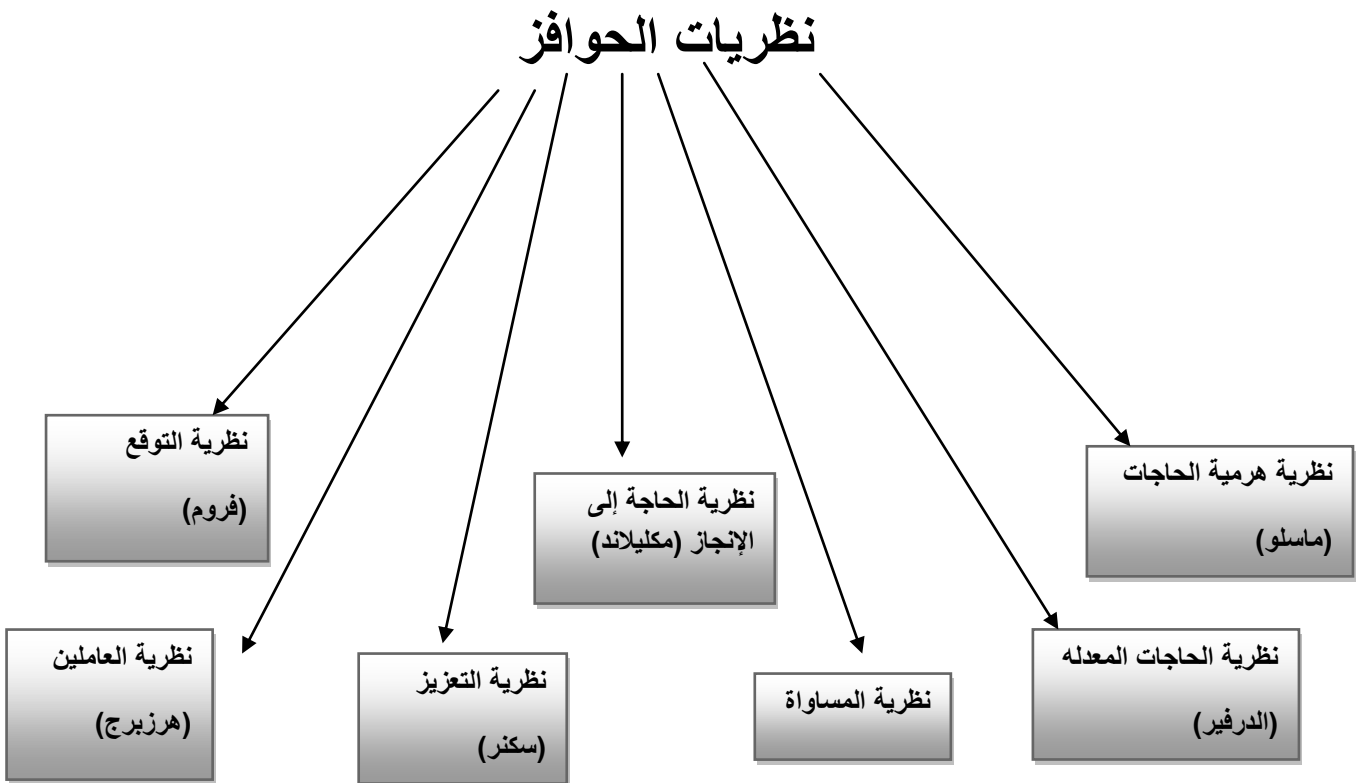 نظريات الحوافز
نظرية هرمية الحاجات
(ماسلو)
نظرية الحاجات المعدله
(الدرفير)
نظرية المساواة
نظرية الحاجة إلى
الإنجاز (مكليلاند)
نظرية التعزيز
(سكنر)
نظرية التوقع
(فروم)
نظرية العاملين
(هرزبرج)